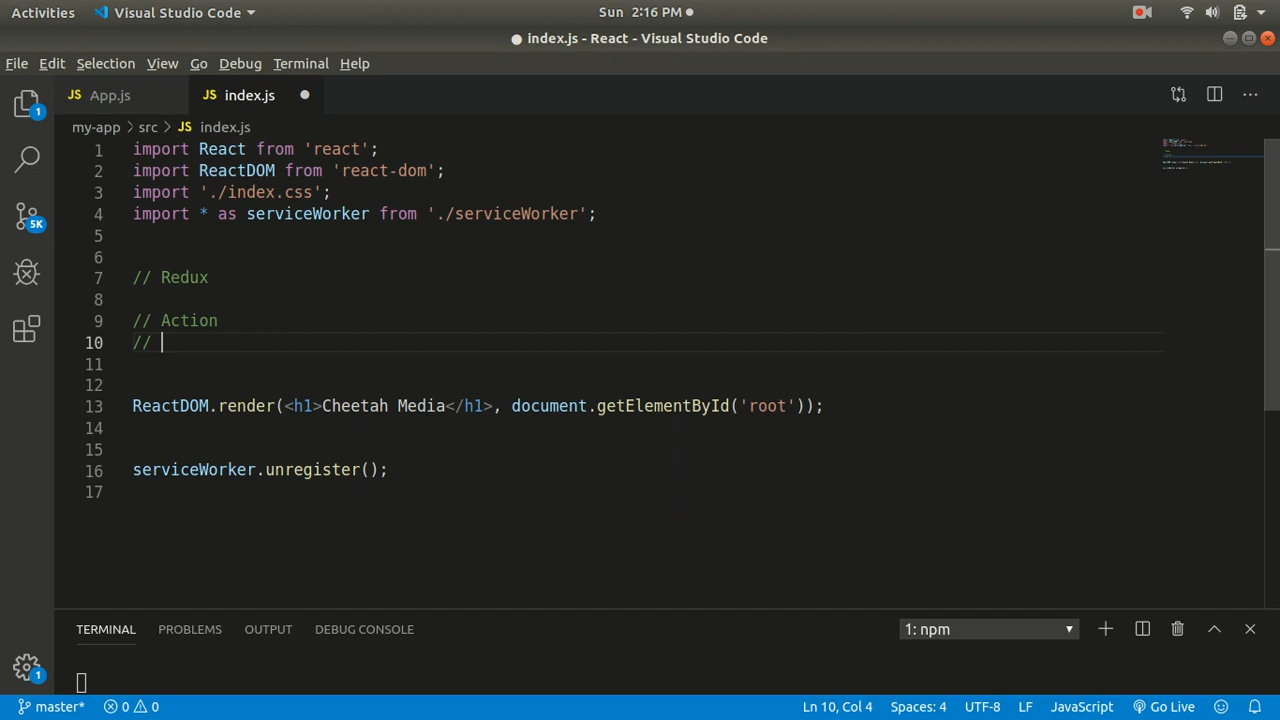 Activities Visual Studio Code Sun 2:16 PM
index.js - React - Visual Studio Code
File Edit Selection View Go Debug Terminal Help
JS App.js JS index.js
my-app src JS index.js
1 import React from 'react';
2 import ReactDOM from 'react-dom';
3 import './index.css';
4 import * as serviceWorker from './serviceWorker';
5
6
7 // Redux
8
9 // Action
10 //
11
12
13 ReactDOM.render(<h1>Cheetah Media</h1>, document.getElementById('root'));
14
15
16 serviceWorker.unregister();
17
1
5K
1
TERMINAL PROBLEMS OUTPUT DEBUG CONSOLE 1: npm
master* 0 0 Ln 10, Col 4 Spaces: 4 UTF-8 LF JavaScript Go Live